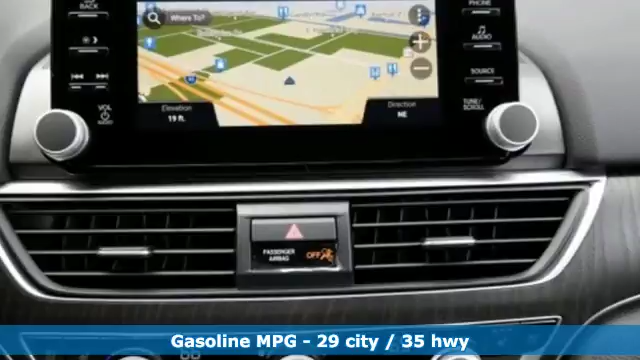 BACK
Where To?
PHONE
AUDIO
SOURCE
VOL
AUDIO
TUNE/
SCROLL
Elevation
19 ft.
Direction
NE
PASSENGER
AIRBAG
OFF
Gasoline MPG - 29 city / 35 hwy